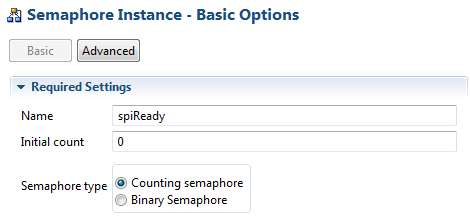 Semaphore Instance - Basic Options
Basic Advanced
Required Settings
Name spiReady
Initial count 0
Semaphore type Counting semaphore
Binary Semaphore